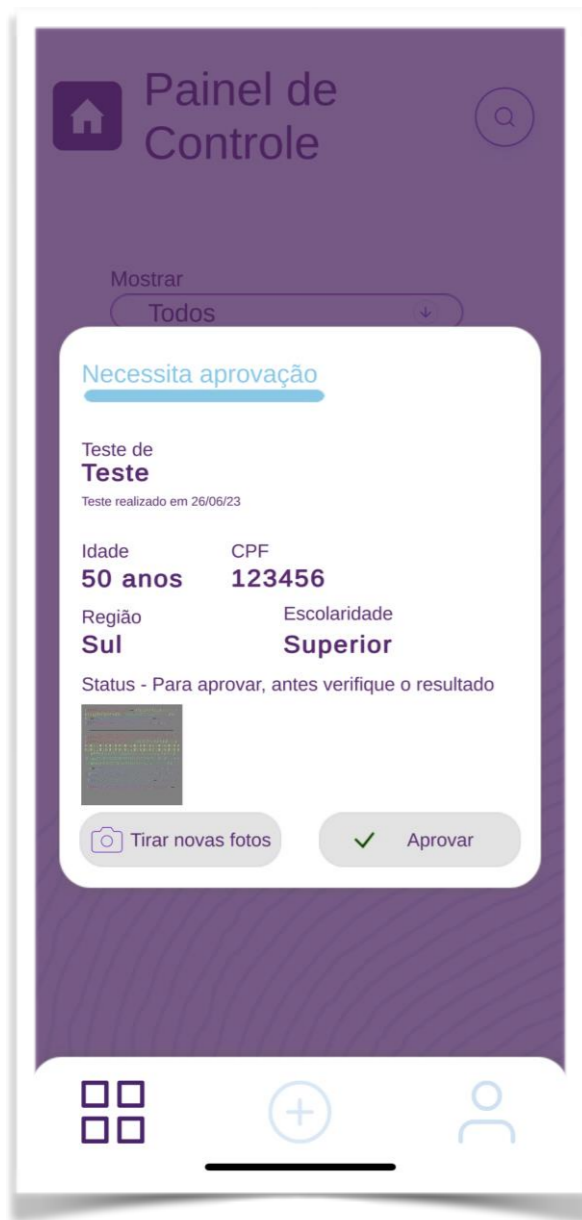 Painel de
Controle
Mostrar
Todos
Necessita aprovação
Teste de
Teste
Teste realizado em 26/06/23
Idade CPF
50 anos 123456
Região Escolaridade
Sul Superior
Status - Para aprovar, antes verifique o resultado
Tirar novas fotos Aprovar